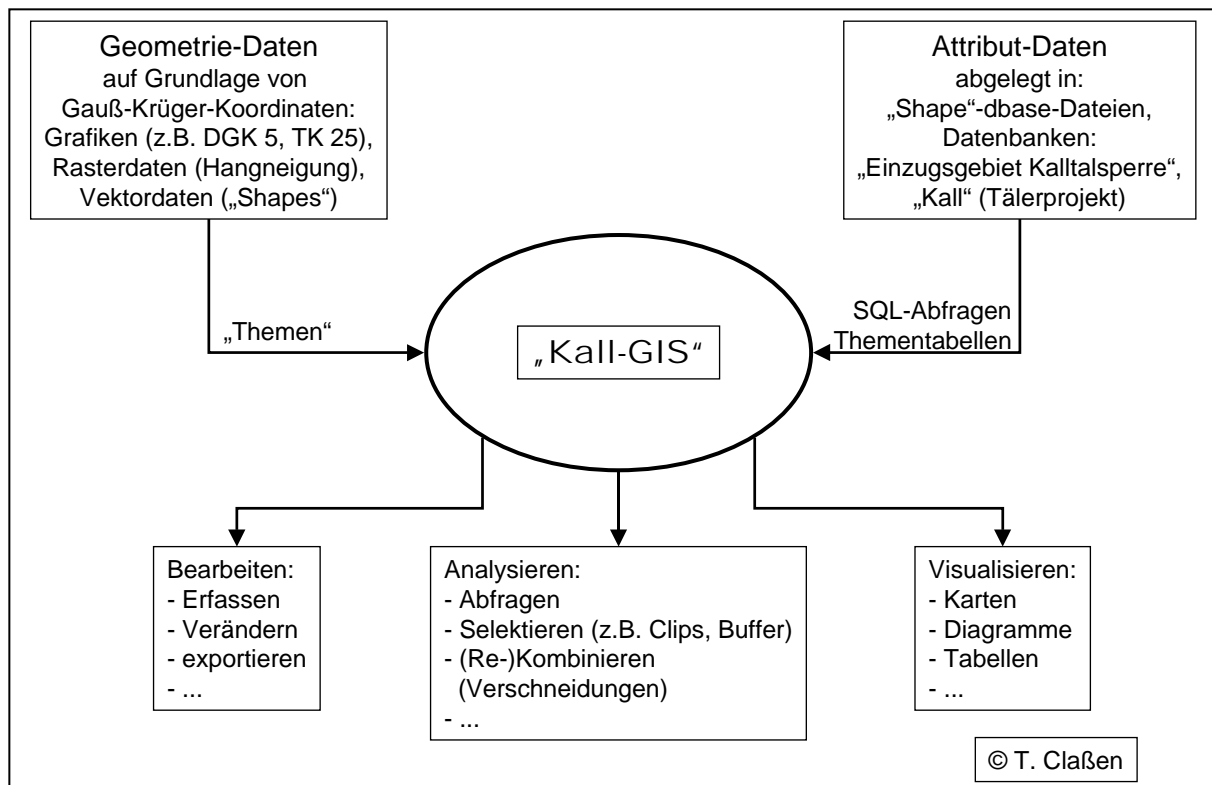 Geometrie-Daten
auf Grundlage von
Gauß-Krüger-Koordinaten:
Grafiken (z.B. DGK 5, TK 25),
Rasterdaten (Hangneigung),
Vektordaten („Shapes“)
Attribut-Daten
abgelegt in:
„Shape“-dbase-Dateien,
Datenbanken:
„Einzugsgebiet Kalltalsperre“,
„Kall“ (Tälerprojekt)
„Themen“
SQL-Abfragen
Thementabellen
„Kall-GIS“
Bearbeiten:
- Erfassen
- Verändern
- exportieren
- ...
Analysieren:
- Abfragen
- Selektieren (z.B. Clips, Buffer)
- (Re-)Kombinieren
(Verschneidungen)
- ...
Visualisieren:
- Karten
- Diagramme
- Tabellen
- ...
© T. Claßen